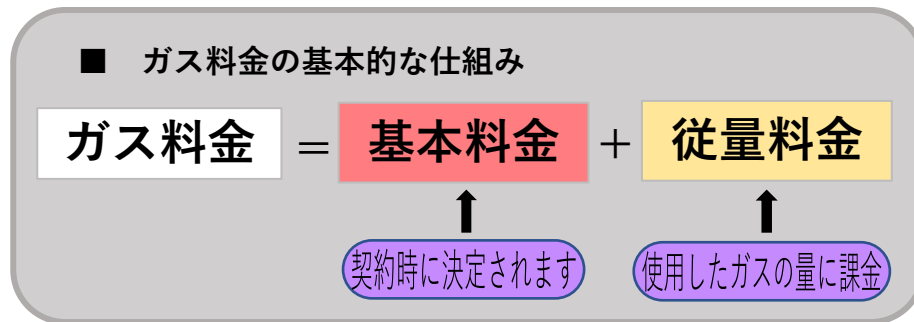 ■　ガス料金の基本的な仕組み
ガス料金 = 基本料金 + 従量料金
契約時に決定されます 使用したガスの量に課金